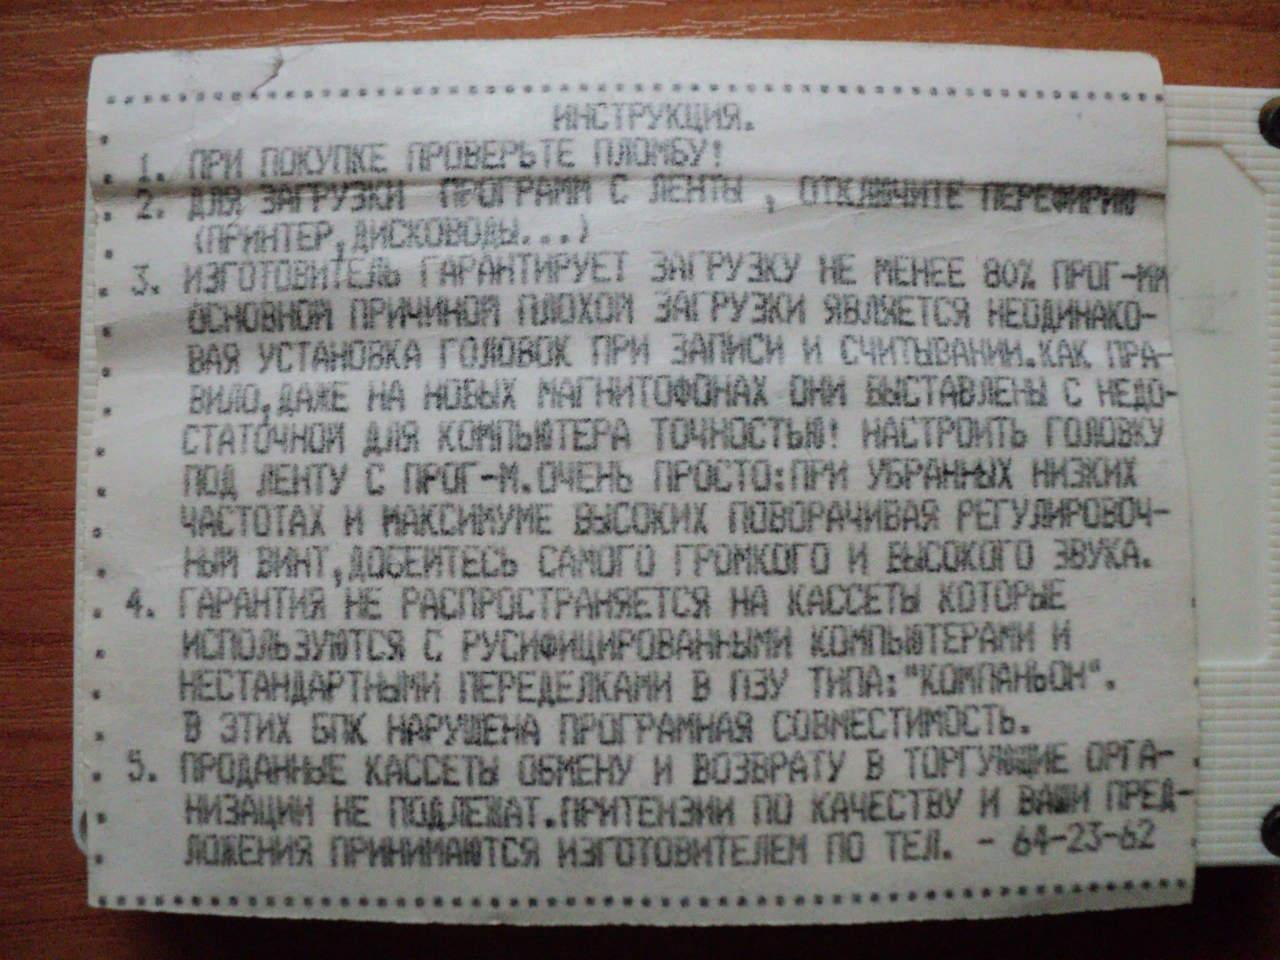 ИНСТРУКЦИЯ.
1. ПРИ ПОКУПКЕ ПРОВЕРЬТЕ ПЛОМБУ!
2. ДЛЯ ЗАГРУЗКИ ПРОГРАММ С ЛЕНТЫ , ОТКЛЮЧИТЕ ПЕРЕФИРИЮ
(ПРИНТЕР,ДИСКОВОДЫ...)
3. ИЗГОТОВИТЕЛЬ ГАРАНТИРУЕТ ЗАГРУЗКУ НЕ МЕНЕЕ 80% ПРОГ-ММ
ОСНОВНОЙ ПРИЧИНОЙ ПЛОХОЙ ЗАГРУЗКИ ЯВЛЯЕТСЯ НЕОДИНАКО-
ВАЯ УСТАНОВКА ГОЛОВОК ПРИ ЗАПИСИ И СЧИТЫВАНИИ.КАК ПРА-
ВИЛО,ДАЖЕ НА НОВЫХ МАГНИТОФОНАХ ОНИ ВЫСТАВЛЕНЫ С НЕДО-
СТАТОЧНОЙ ДЛЯ КОМПЬЮТЕРА ТОЧНОСТЬЮ! НАСТРОИТЬ ГОЛОВКУ
ПОД ЛЕНТУ С ПРОГ-М.ОЧЕНЬ ПРОСТО:ПРИ УБРАННЫХ НИЗКИХ
ЧАСТОТАХ И МАКСИМУМЕ ВЫСОКИХ ПОВОРАЧИВАЯ РЕГУЛИРОВОЧ-
НЫЙ ВИНТ,ДОБЕЙТЕСЬ САМОГО ГРОМКОГО И ВЫСОКОГО ЗВУКА.
4. ГАРАНТИЯ НЕ РАСПРОСТРАНЯЕТСЯ НА КАССЕТЫ КОТОРЫЕ
ИСПОЛЬЗУЮТСЯ С РУСИФИЦИРОВАННЫМИ КОМПЬЮТЕРАМИ И
НЕСТАНДАРТНЫМИ ПЕРЕДЕЛКАМИ В ПЗУ ТИПА:"КОМПАНЬОН".
В ЭТИХ БПК НАРУШЕНА ПРОГРАМНАЯ СОВМЕСТИМОСТЬ.
5. ПРОДАННЫЕ КАССЕТЫ ОБМЕНУ И ВОЗВРАТУ В ТОРГУЮЩИЕ ОРГА-
НИЗАЦИИ НЕ ПОДЛЕЖАТ.ПРИТЕНЗИИ ПО КАЧЕСТВУ И ВАШИ ПРЕД-
ЛОЖЕНИЯ ПРИНИМАЮТСЯ ИЗГОТОВИТЕЛЕМ ПО ТЕЛ. - 64-23-62